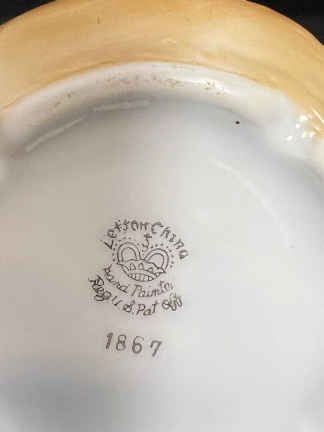 Lefton China
Hand Painted
Reg. U.S. Pat Off.
1867